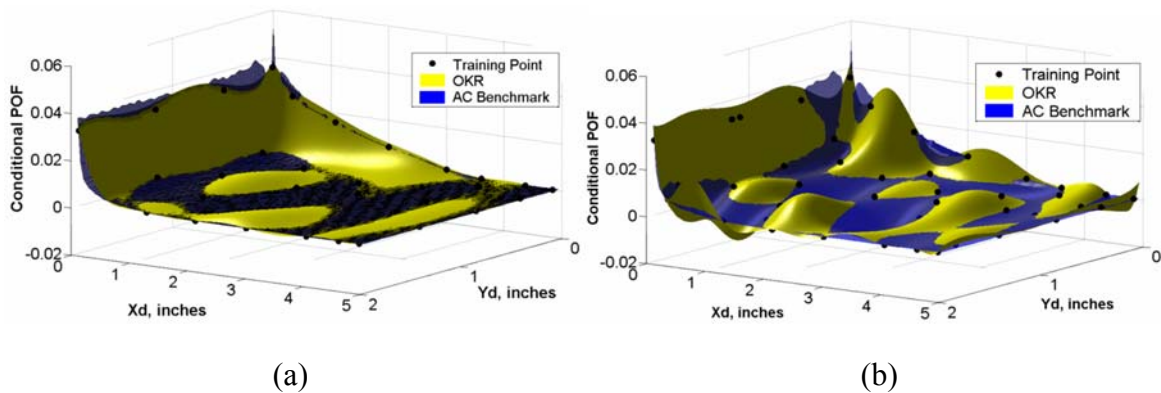 0.06
0.04
0.02
0
-0.02
Conditional POF
Training Point
OKR
AC Benchmark
0
1
2
3
4
5
Xd, inches
2
1
0
Yd, inches
(a)
0.06
0.04
0.02
0
-0.02
Conditional POF
Training Point
OKR
AC Benchmark
0
1
2
3
4
5
Xd, inches
2
1
0
Yd, inches
(b)